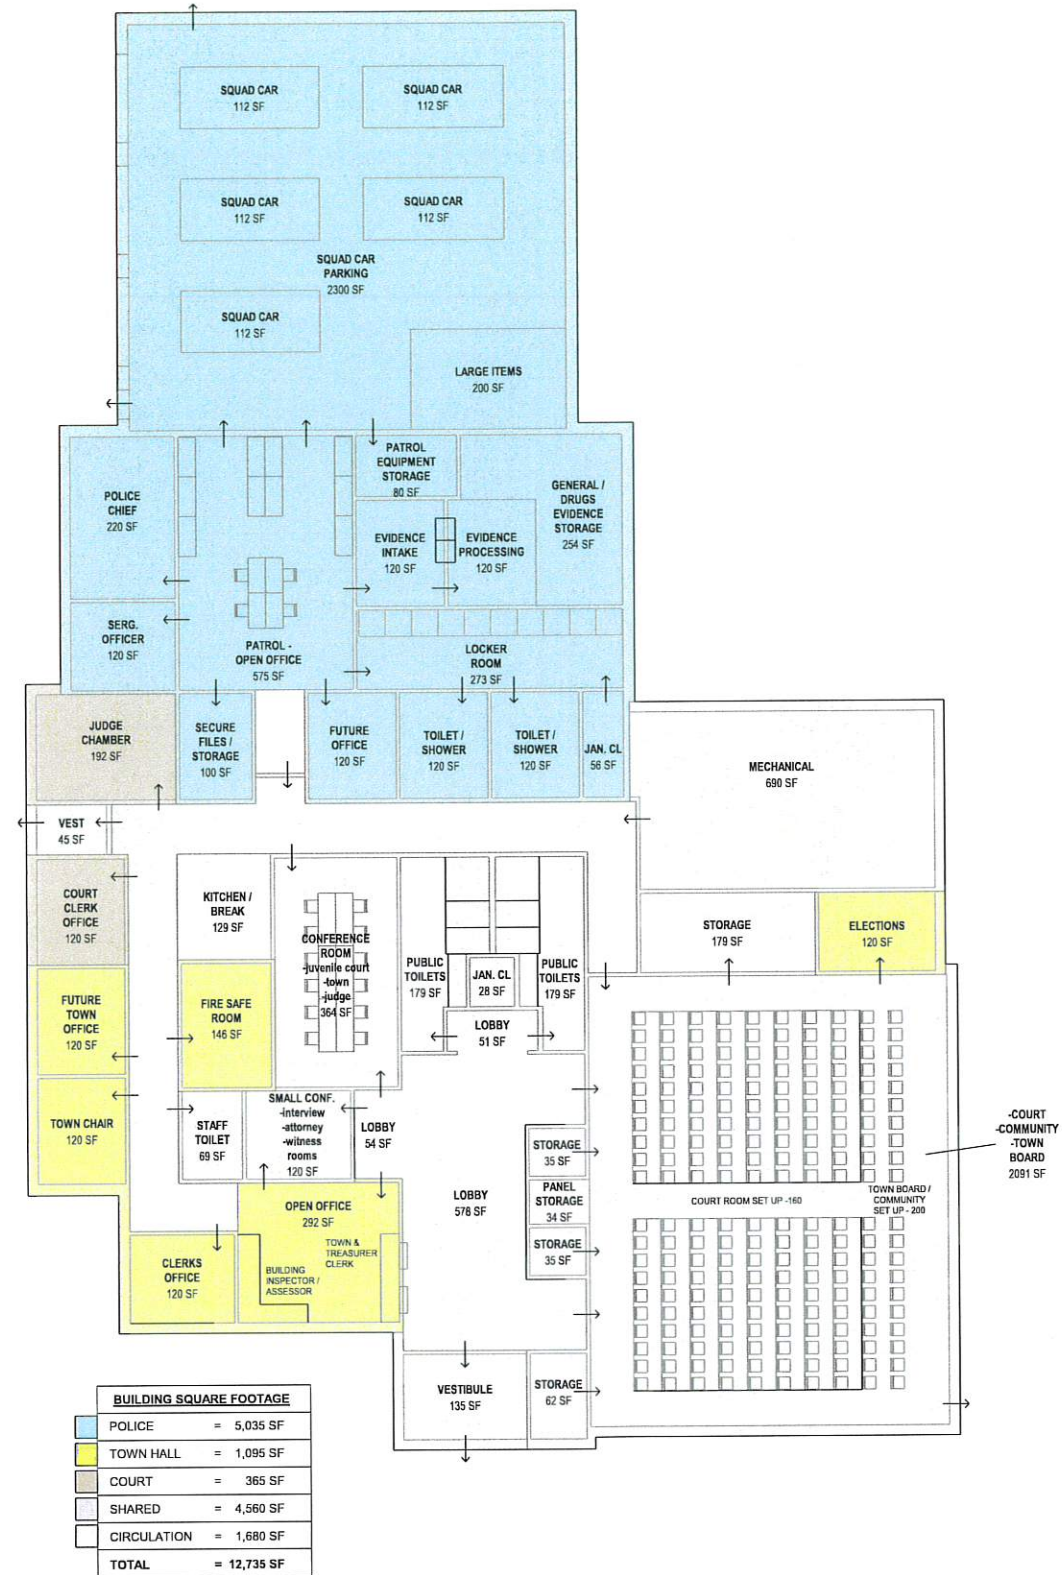 SQUAD CAR
112 SF
SQUAD CAR
112 SF
SQUAD CAR
112 SF
SQUAD CAR
112 SF
SQUAD CAR
PARKING
2300 SF
SQUAD CAR
112 SF
LARGE ITEMS
200 SF
POLICE
CHIEF
220 SF
PATROL
EQUIPMENT
STORAGE
80 SF
GENERAL /
DRUGS
EVIDENCE
STORAGE
254 SF
EVIDENCE
INTAKE
120 SF
EVIDENCE
PROCESSING
120 SF
SERG.
OFFICER
120 SF
PATROL -
OPEN OFFICE
575 SF
LOCKER
ROOM
273 SF
JUDGE
CHAMBER
192 SF
SECURE
FILES /
STORAGE
100 SF
FUTURE
OFFICE
120 SF
TOILET /
SHOWER
120 SF
TOILET /
SHOWER
120 SF
JAN. CL
56 SF
MECHANICAL
690 SF
VEST
45 SF
COURT
CLERK
OFFICE
120 SF
KITCHEN /
BREAK
129 SF
CONFERENCE
ROOM
-juvenile court
-town
-judge
364 SF
PUBLIC
TOILETS
179 SF
JAN. CL
28 SF
PUBLIC
TOILETS
179 SF
STORAGE
179 SF
ELECTIONS
120 SF
FUTURE
TOWN
OFFICE
120 SF
FIRE SAFE
ROOM
146 SF
LOBBY
51 SF
TOWN CHAIR
120 SF
STAFF
TOILET
69 SF
SMALL CONF.
-interview
-attorney
-witness
rooms
120 SF
LOBBY
54 SF
STORAGE
35 SF
PANEL
STORAGE
34 SF
STORAGE
35 SF
LOBBY
578 SF
COURT ROOM SET UP -160
TOWN BOARD /
COMMUNITY
SET UP - 200
-COURT
-COMMUNITY
-TOWN
BOARD
2091 SF
OPEN OFFICE
292 SF
TOWN &
TREASURER
CLERK
BUILDING
INSPECTOR /
ASSESSOR
CLERKS
OFFICE
120 SF
VESTIBULE
135 SF
STORAGE
62 SF
BUILDING SQUARE FOOTAGE
POLICE = 5,035 SF
TOWN HALL = 1,095 SF
COURT = 365 SF
SHARED = 4,560 SF
CIRCULATION = 1,680 SF
TOTAL = 12,735 SF